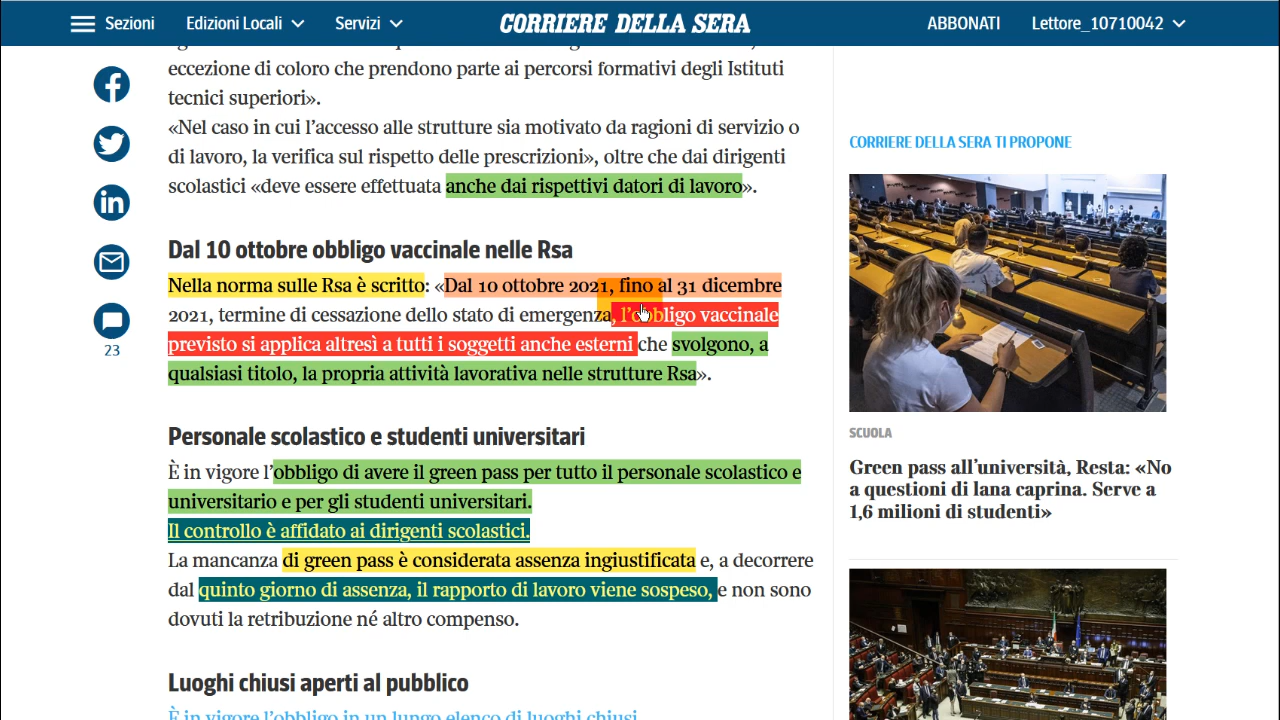 Sezioni
Edizioni Locali
Servizi
CORRIERE DELLA SERA
ABBONATI
Lettore_10710042
eccezione di coloro che prendono parte ai percorsi formativi degli Istituti
tecnici superiori».
«Nel caso in cui l'accesso alle strutture sia motivato da ragioni di servizio o
di lavoro, la verifica sul rispetto delle prescrizioni», oltre che dai dirigenti
scolastici «deve essere effettuata anche dai rispettivi datori di lavoro».
Dal 10 ottobre obbligo vaccinale nelle Rsa
Nella norma sulle Rsa è scritto: «Dal 10 ottobre 2021, fino al 31 dicembre
2021, termine di cessazione dello stato di emergenza, l'obbligo vaccinale
previsto si applica altresì a tutti i soggetti anche esterni che svolgono, a
qualsiasi titolo, la propria attività lavorativa nelle strutture Rsa».
Personale scolastico e studenti universitari
È in vigore l'obbligo di avere il green pass per tutto il personale scolastico e
universitario e per gli studenti universitari.
Il controllo è affidato ai dirigenti scolastici.
La mancanza di green pass è considerata assenza ingiustificata e, a decorrere
dal quinto giorno di assenza, il rapporto di lavoro viene sospeso, e non sono
dovuti la retribuzione né altro compenso.
Luoghi chiusi aperti al pubblico
È in vigore l'obbligo in un lungo elenco di luoghi chiusi
23
CORRIERE DELLA SERA TI PROPONE
SCUOLA
Green pass all'università, Resta: «No
a questioni di lana caprina. Serve a
1,6 milioni di studenti»